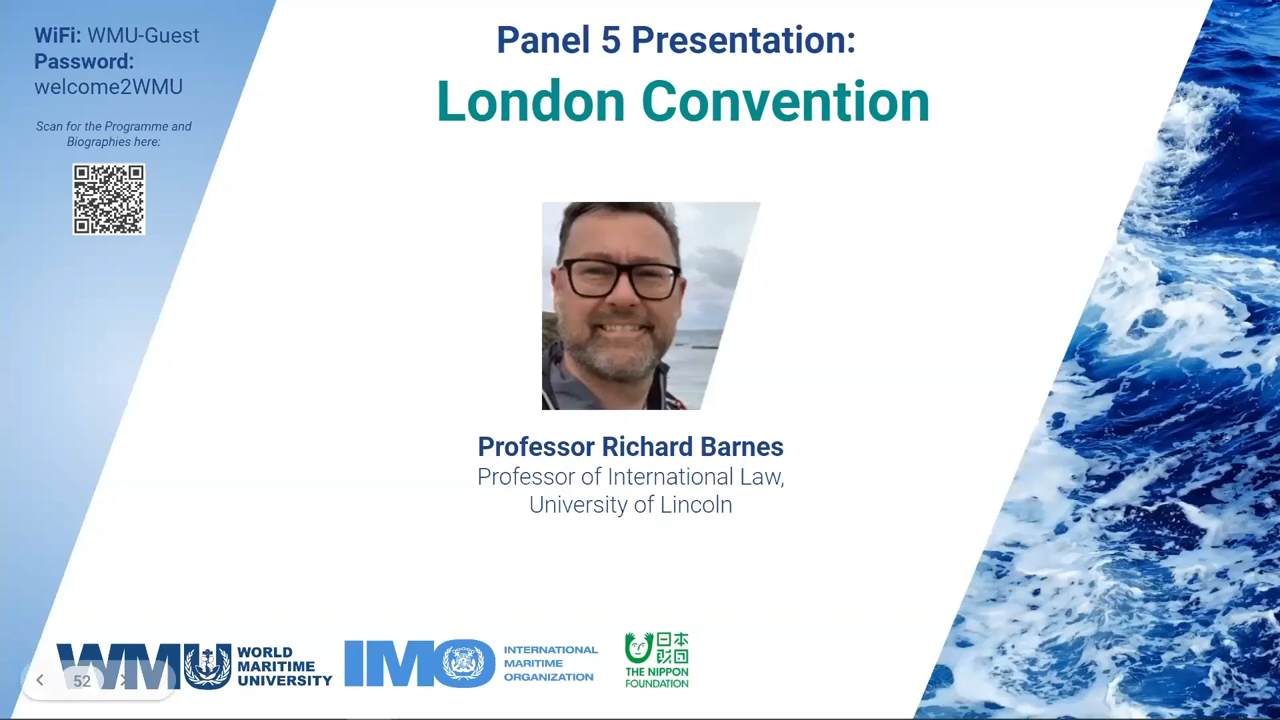 WiFi: WMU-Guest
Password:
welcome2WMU
Scan for the Programme and
Biographies here:
Panel 5 Presentation:
London Convention
Professor Richard Barnes
Professor of International Law,
University of Lincoln
WMU
WORLD
MARITIME
UNIVERSITY
IMO
INTERNATIONAL
MARITIME
ORGANIZATION
日本
財団
THE NIPPON
FOUNDATION
52